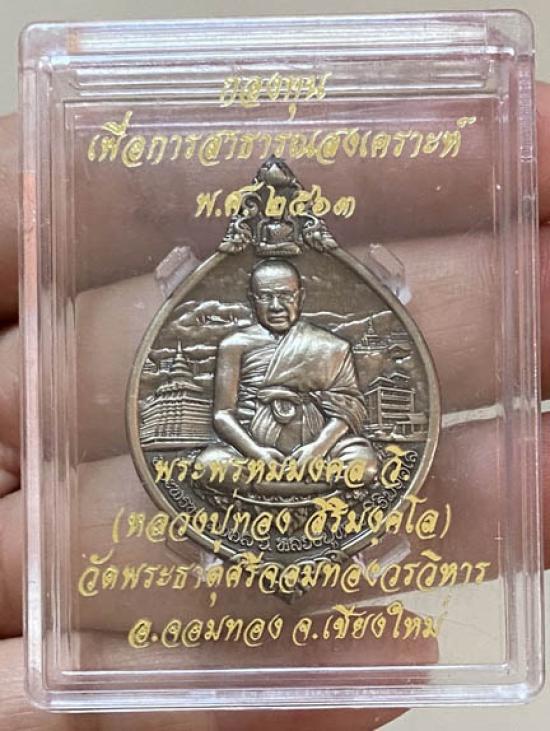 กองทุน
เพื่อการสาธารณสงเคราะห์
พ.ศ. ๒๕๖๓
พระพรหมมงคล วิ.
(หลวงปู่ทอง สิริมงฺคโล)
วัดพระธาตุศรีจอมทองวรวิหาร
อ.จอมทอง จ.เชียงใหม่